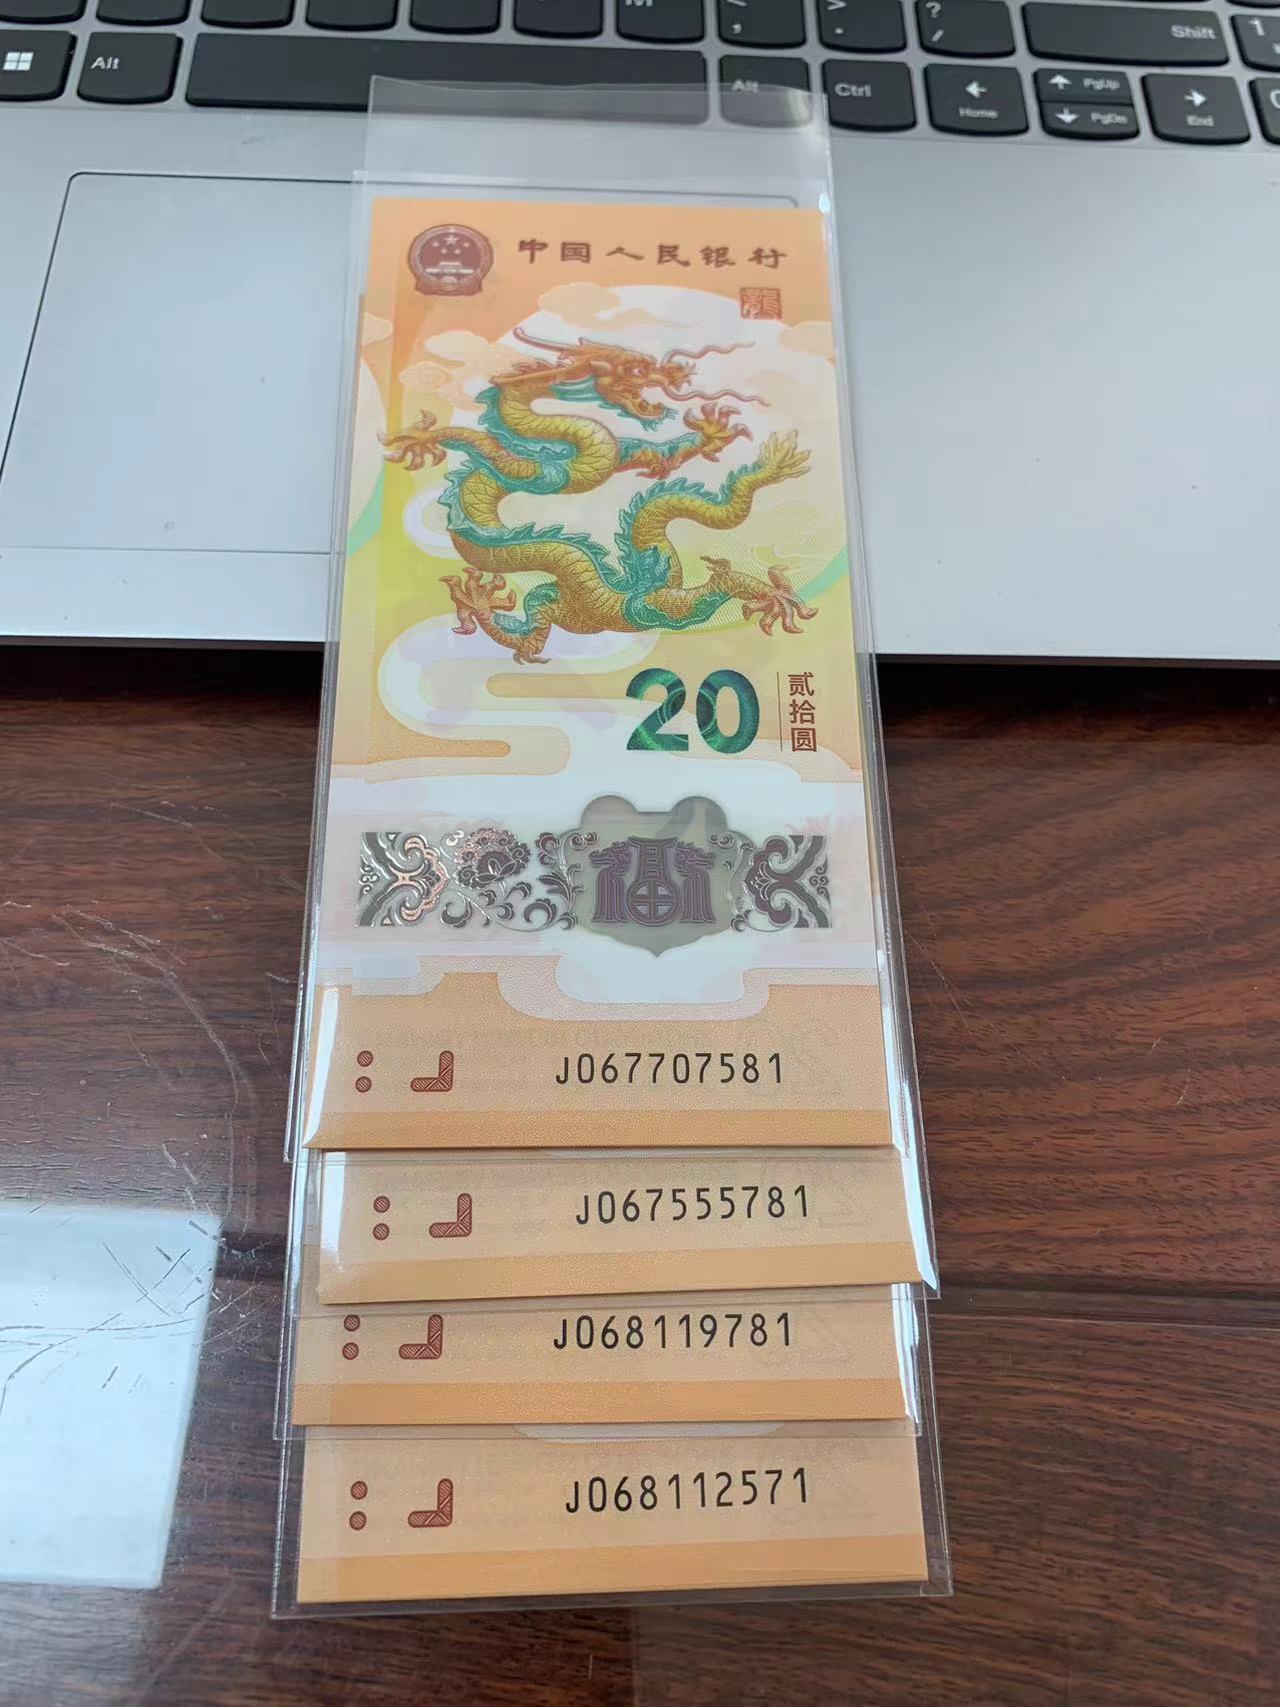 Alt
Alt
Ctrl
Home
PgUp
PgDn
End
Shift
?
/
中国人民银行
龍
20
贰拾圆
J067707581
J067555781
J068119781
J068112571